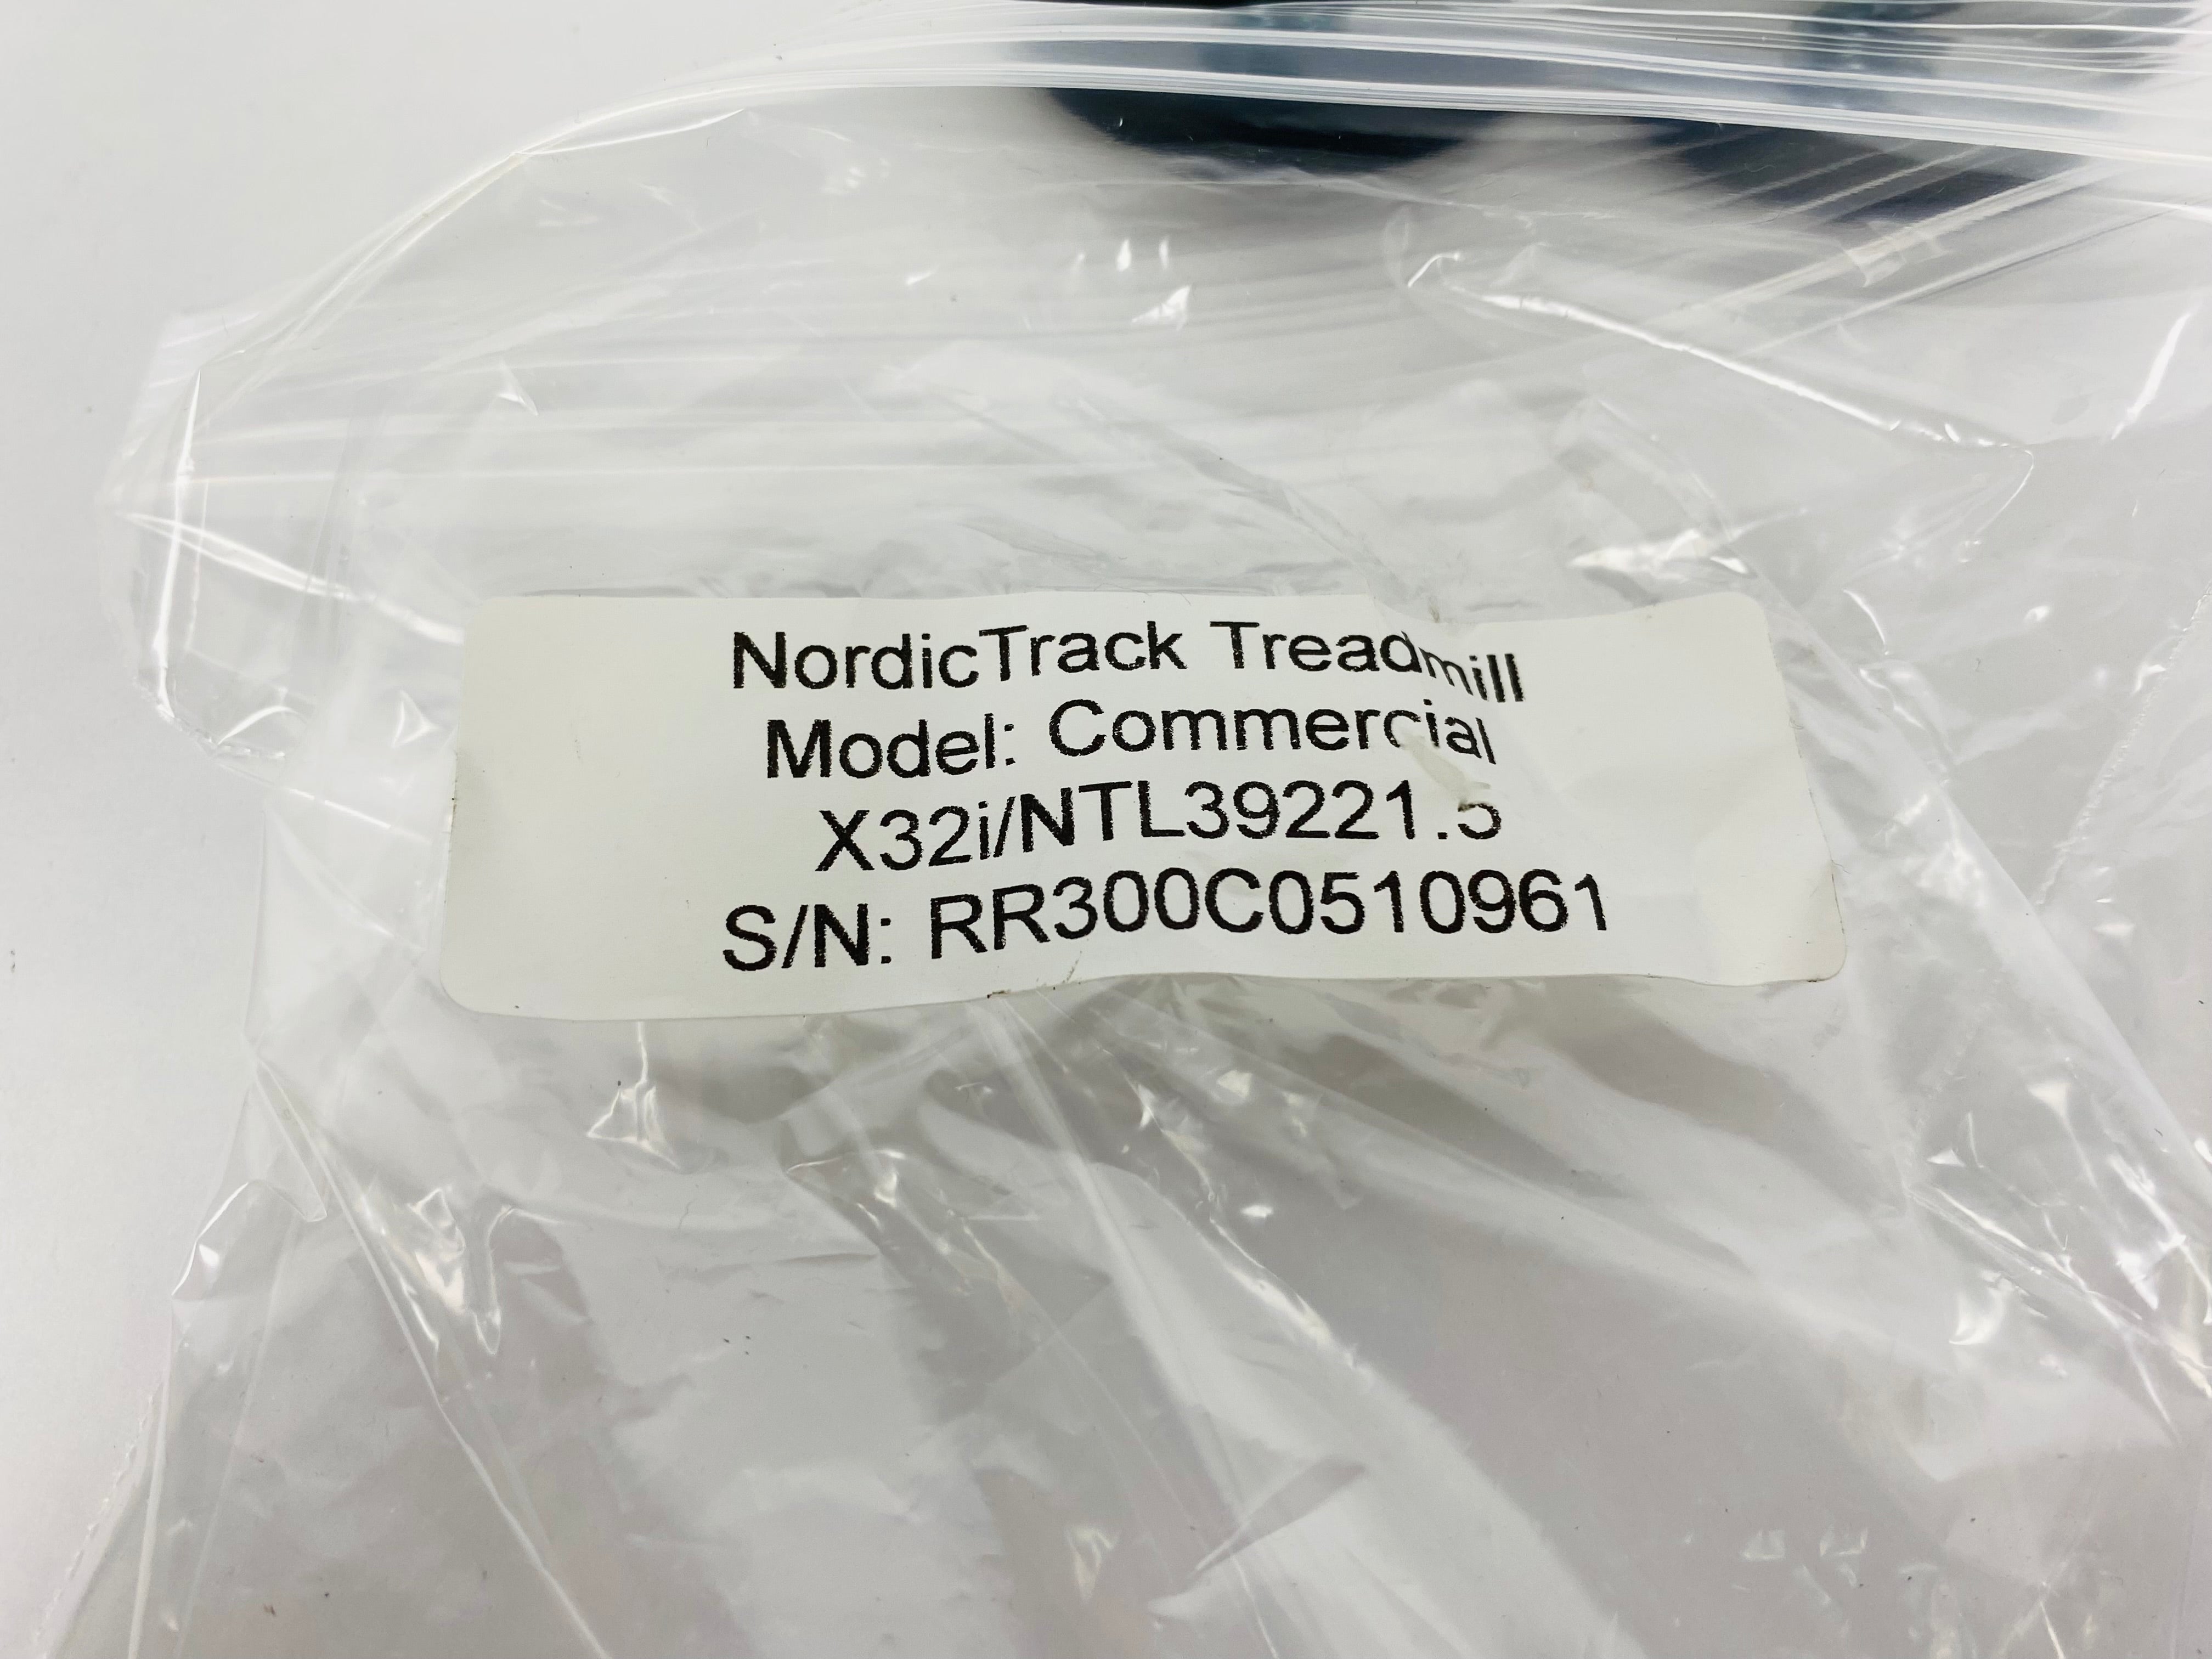 NordicTrack Treadmill
Model: Commercial
X32i/NTL39221.5
S/N: RR300C0510961